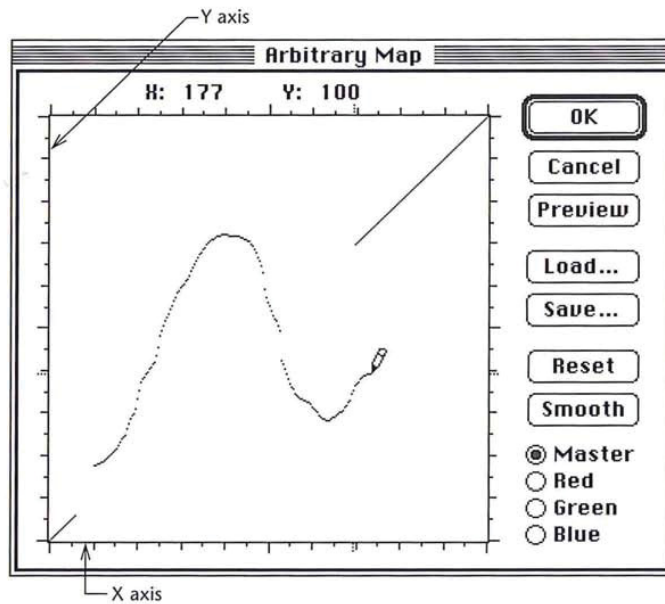 Y axis
Arbitrary Map
X: 177 Y: 100
OK
Cancel
Preview
Load...
Save...
Reset
Smooth
Master
Red
Green
Blue
X axis